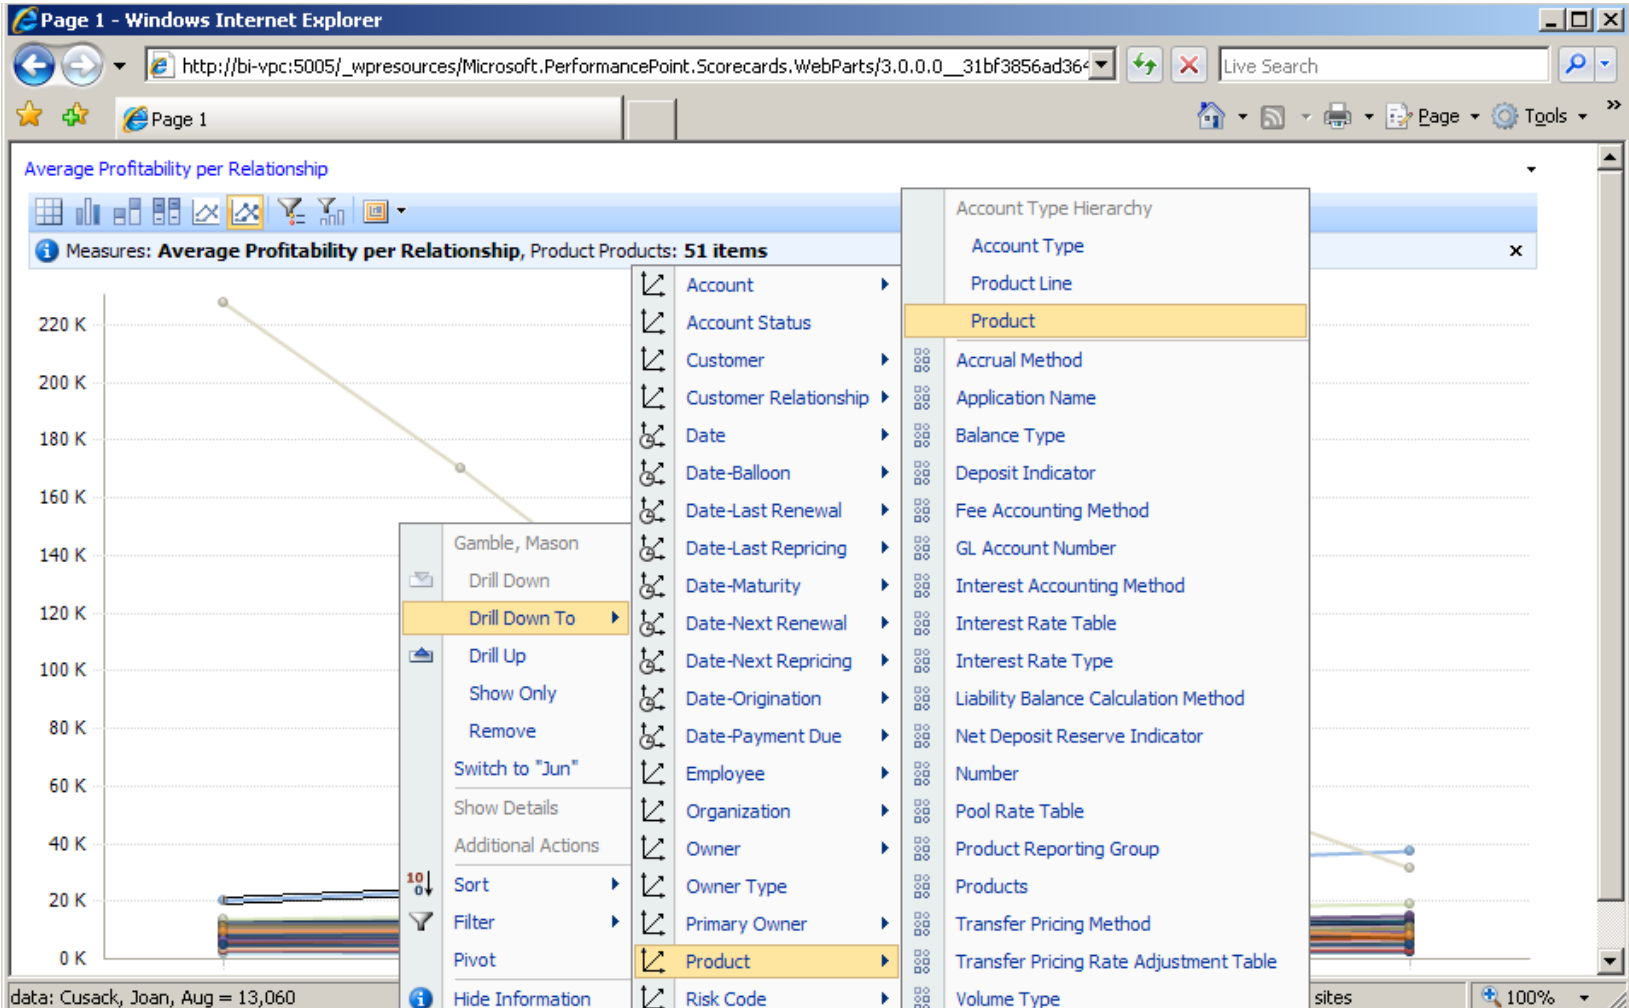 Page 1 - Windows Internet Explorer
http://bi-vpc:5005/_wpresources/Microsoft.PerformancePoint.Scorecards.WebParts/3.0.0.0__31bf3856ad364
Live Search
Page 1
Page
Tools
Average Profitability per Relationship
Measures: Average Profitability per Relationship, Product Products: 51 items
220 K
200 K
180 K
160 K
140 K
120 K
100 K
80 K
60 K
40 K
20 K
0 K
Gamble, Mason
Drill Down
Drill Down To
Drill Up
Show Only
Remove
Switch to "Jun"
Show Details
Additional Actions
Sort
Filter
Pivot
Hide Information
Account
Account Status
Customer
Customer Relationship
Date
Date-Balloon
Date-Last Renewal
Date-Last Repricing
Date-Maturity
Date-Next Renewal
Date-Next Repricing
Date-Origination
Date-Payment Due
Employee
Organization
Owner
Owner Type
Primary Owner
Product
Risk Code
Account Type Hierarchy
Account Type
Product Line
Product
Accrual Method
Application Name
Balance Type
Deposit Indicator
Fee Accounting Method
GL Account Number
Interest Accounting Method
Interest Rate Table
Interest Rate Type
Liability Balance Calculation Method
Net Deposit Reserve Indicator
Number
Pool Rate Table
Product Reporting Group
Products
Transfer Pricing Method
Transfer Pricing Rate Adjustment Table
Volume Type
data: Cusack, Joan, Aug = 13,060
sites
100%